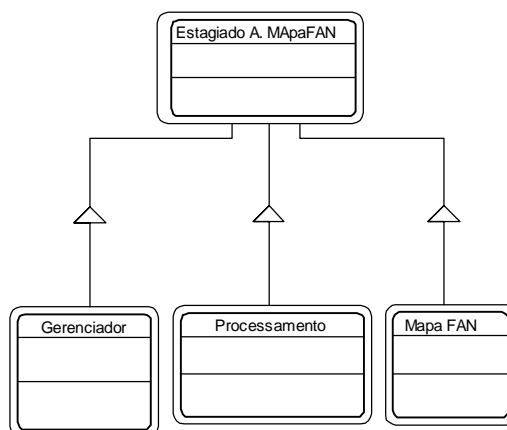 Estagiado A. MApaFAN
Gerenciador
Processamento
Mapa FAN